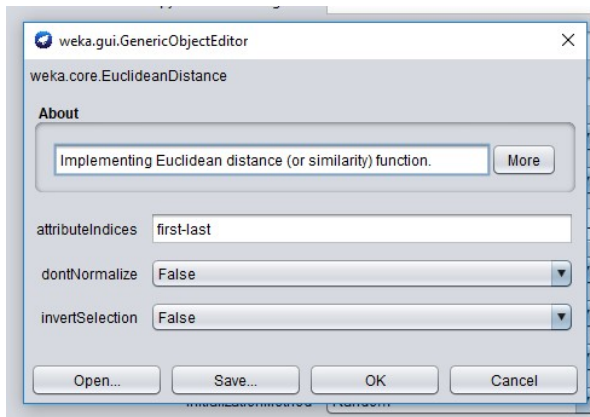 weka.gui.GenericObjectEditor
weka.core.EuclideanDistance
About
Implementing Euclidean distance (or similarity) function. More
attributeIndices first-last
dontNormalize False
invertSelection False
Open... Save... OK Cancel